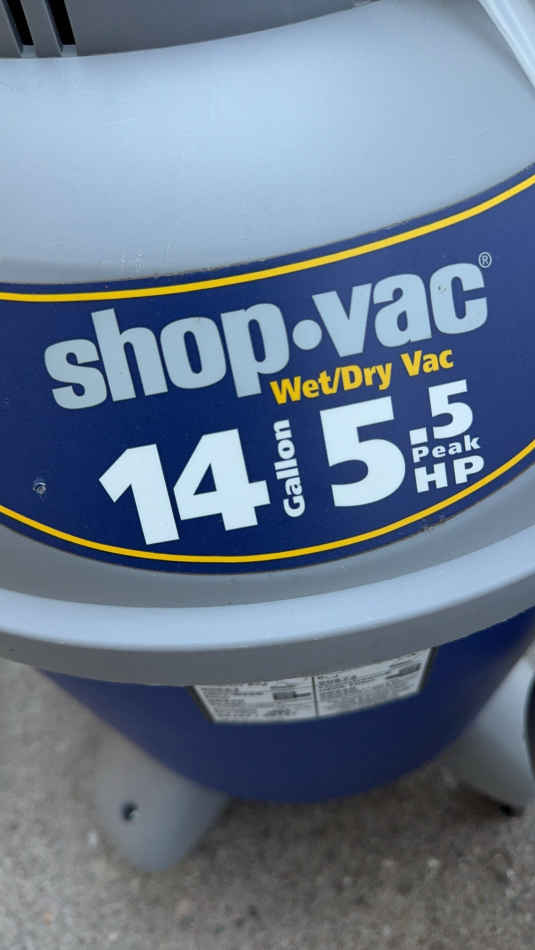 shop·vac®
Wet/Dry Vac
14 Gallon 5.5 Peak HP